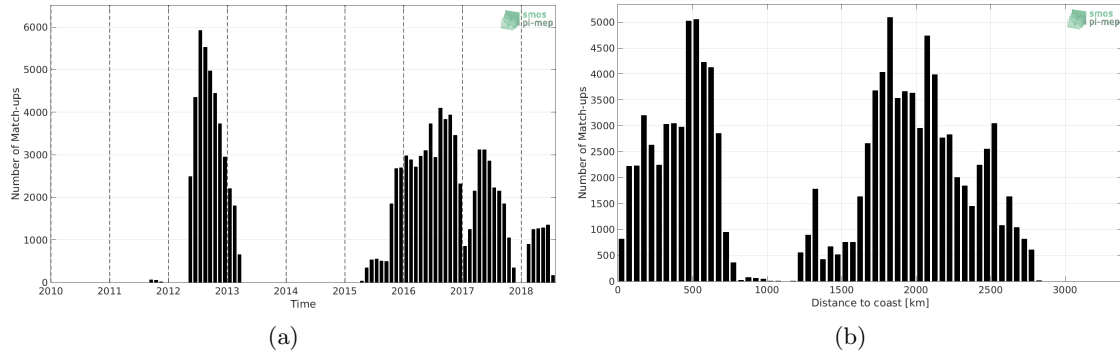 smos
pi-mep
Number of Match-ups
6000
5000
4000
3000
2000
1000
0
2010 2011 2012 2013 2014 2015 2016 2017 2018
Time
(a)
smos
pi-mep
Number of Match-ups
5000
4500
4000
3500
3000
2500
2000
1500
1000
500
0
0 500 1000 1500 2000 2500 3000
Distance to coast [km]
(b)